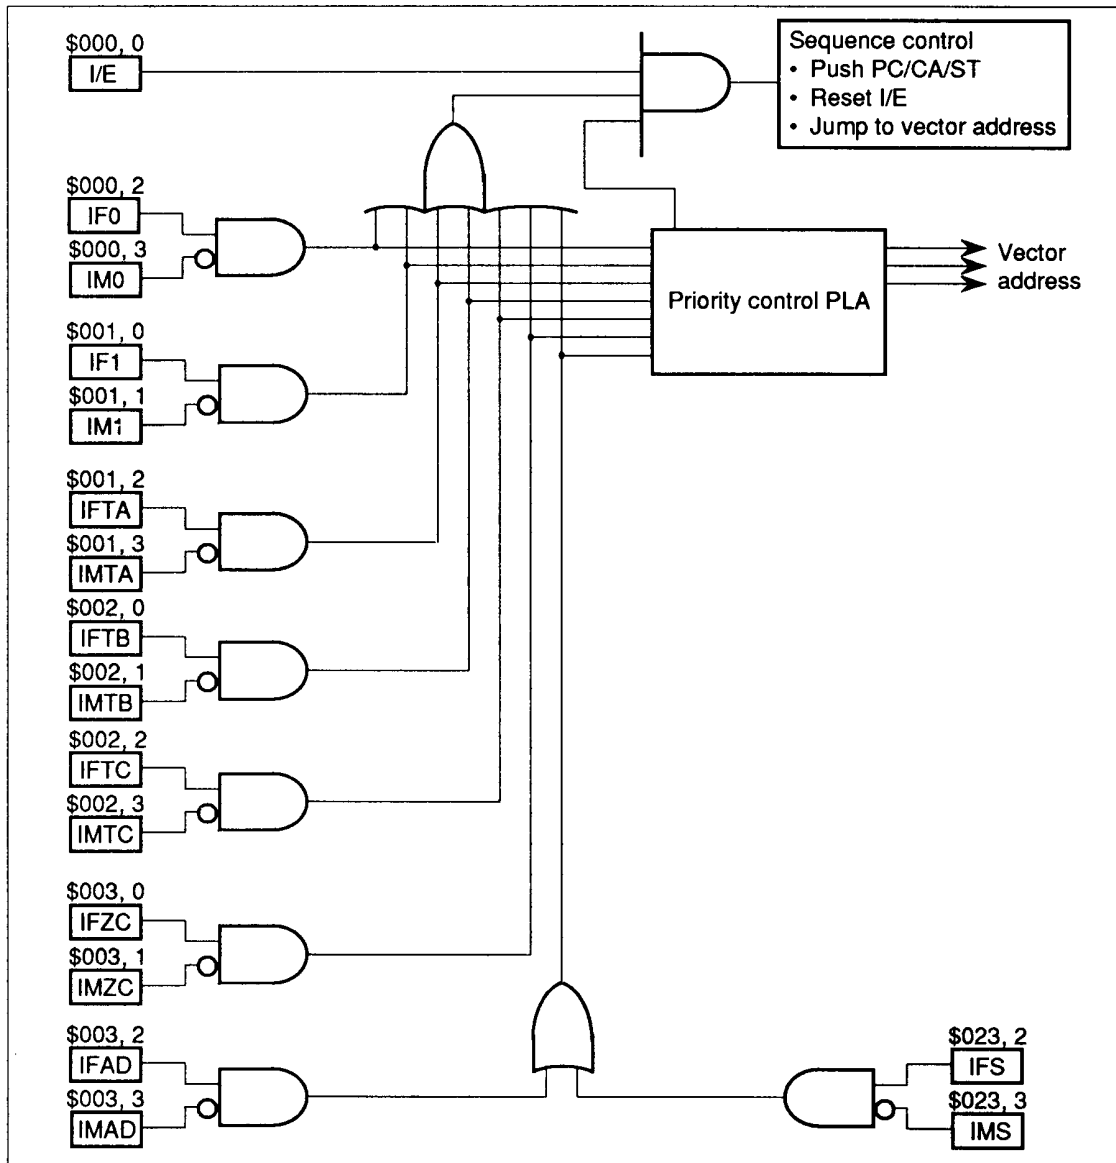 $000, 0
I/E
Sequence control
• Push PC/CA/ST
• Reset I/E
• Jump to vector address
$000, 2
IF0
$000, 3
IM0
Priority control PLA
Vector
address
$001, 0
IF1
$001, 1
IM1
$001, 2
IFTA
$001, 3
IMTA
$002, 0
IFTB
$002, 1
IMTB
$002, 2
IFTC
$002, 3
IMTC
$003, 0
IFZC
$003, 1
IMZC
$003, 2
IFAD
$003, 3
IMAD
$023, 2
IFS
$023, 3
IMS